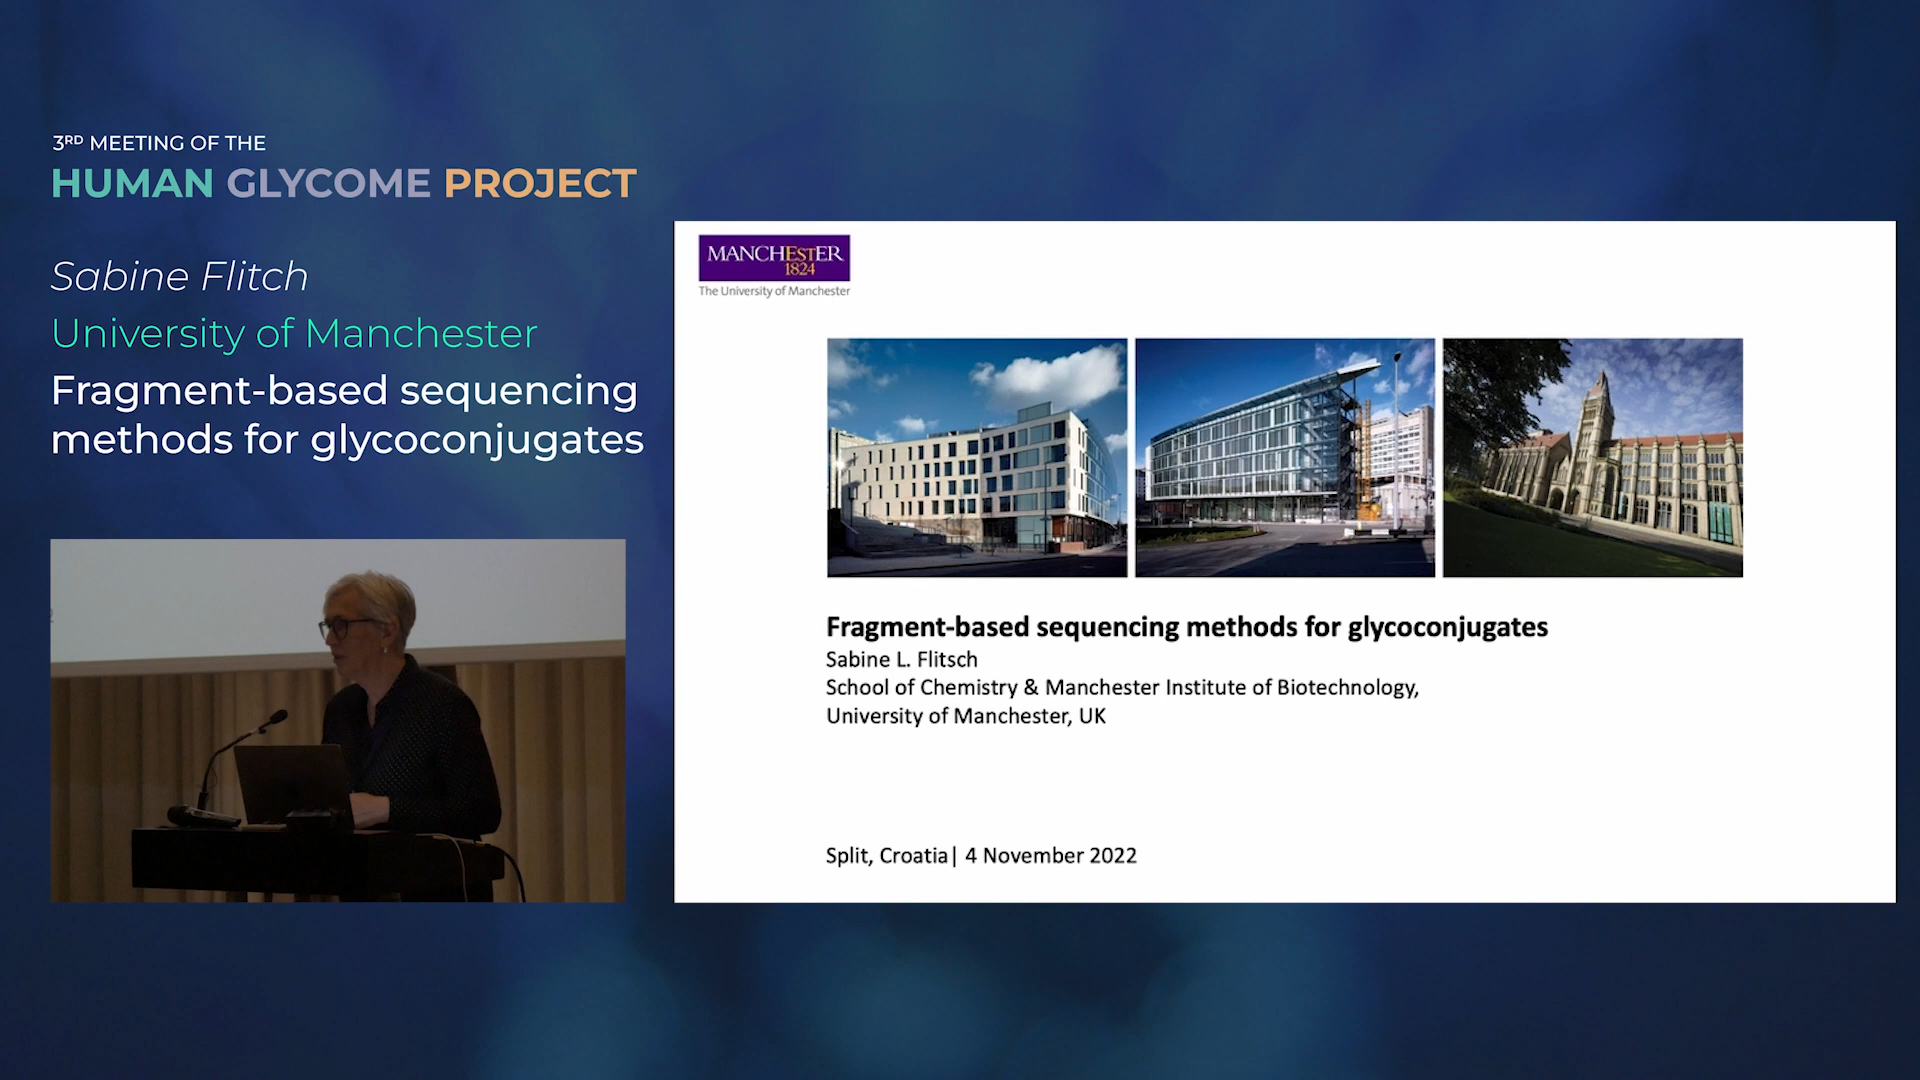 3RD MEETING OF THE
HUMAN GLYCOME PROJECT
Sabine Flitch
University of Manchester
Fragment-based sequencing
methods for glycoconjugates
MANCHESTER
1824
The University of Manchester
Fragment-based sequencing methods for glycoconjugates
Sabine L. Flitsch
School of Chemistry & Manchester Institute of Biotechnology,
University of Manchester, UK
Split, Croatia| 4 November 2022